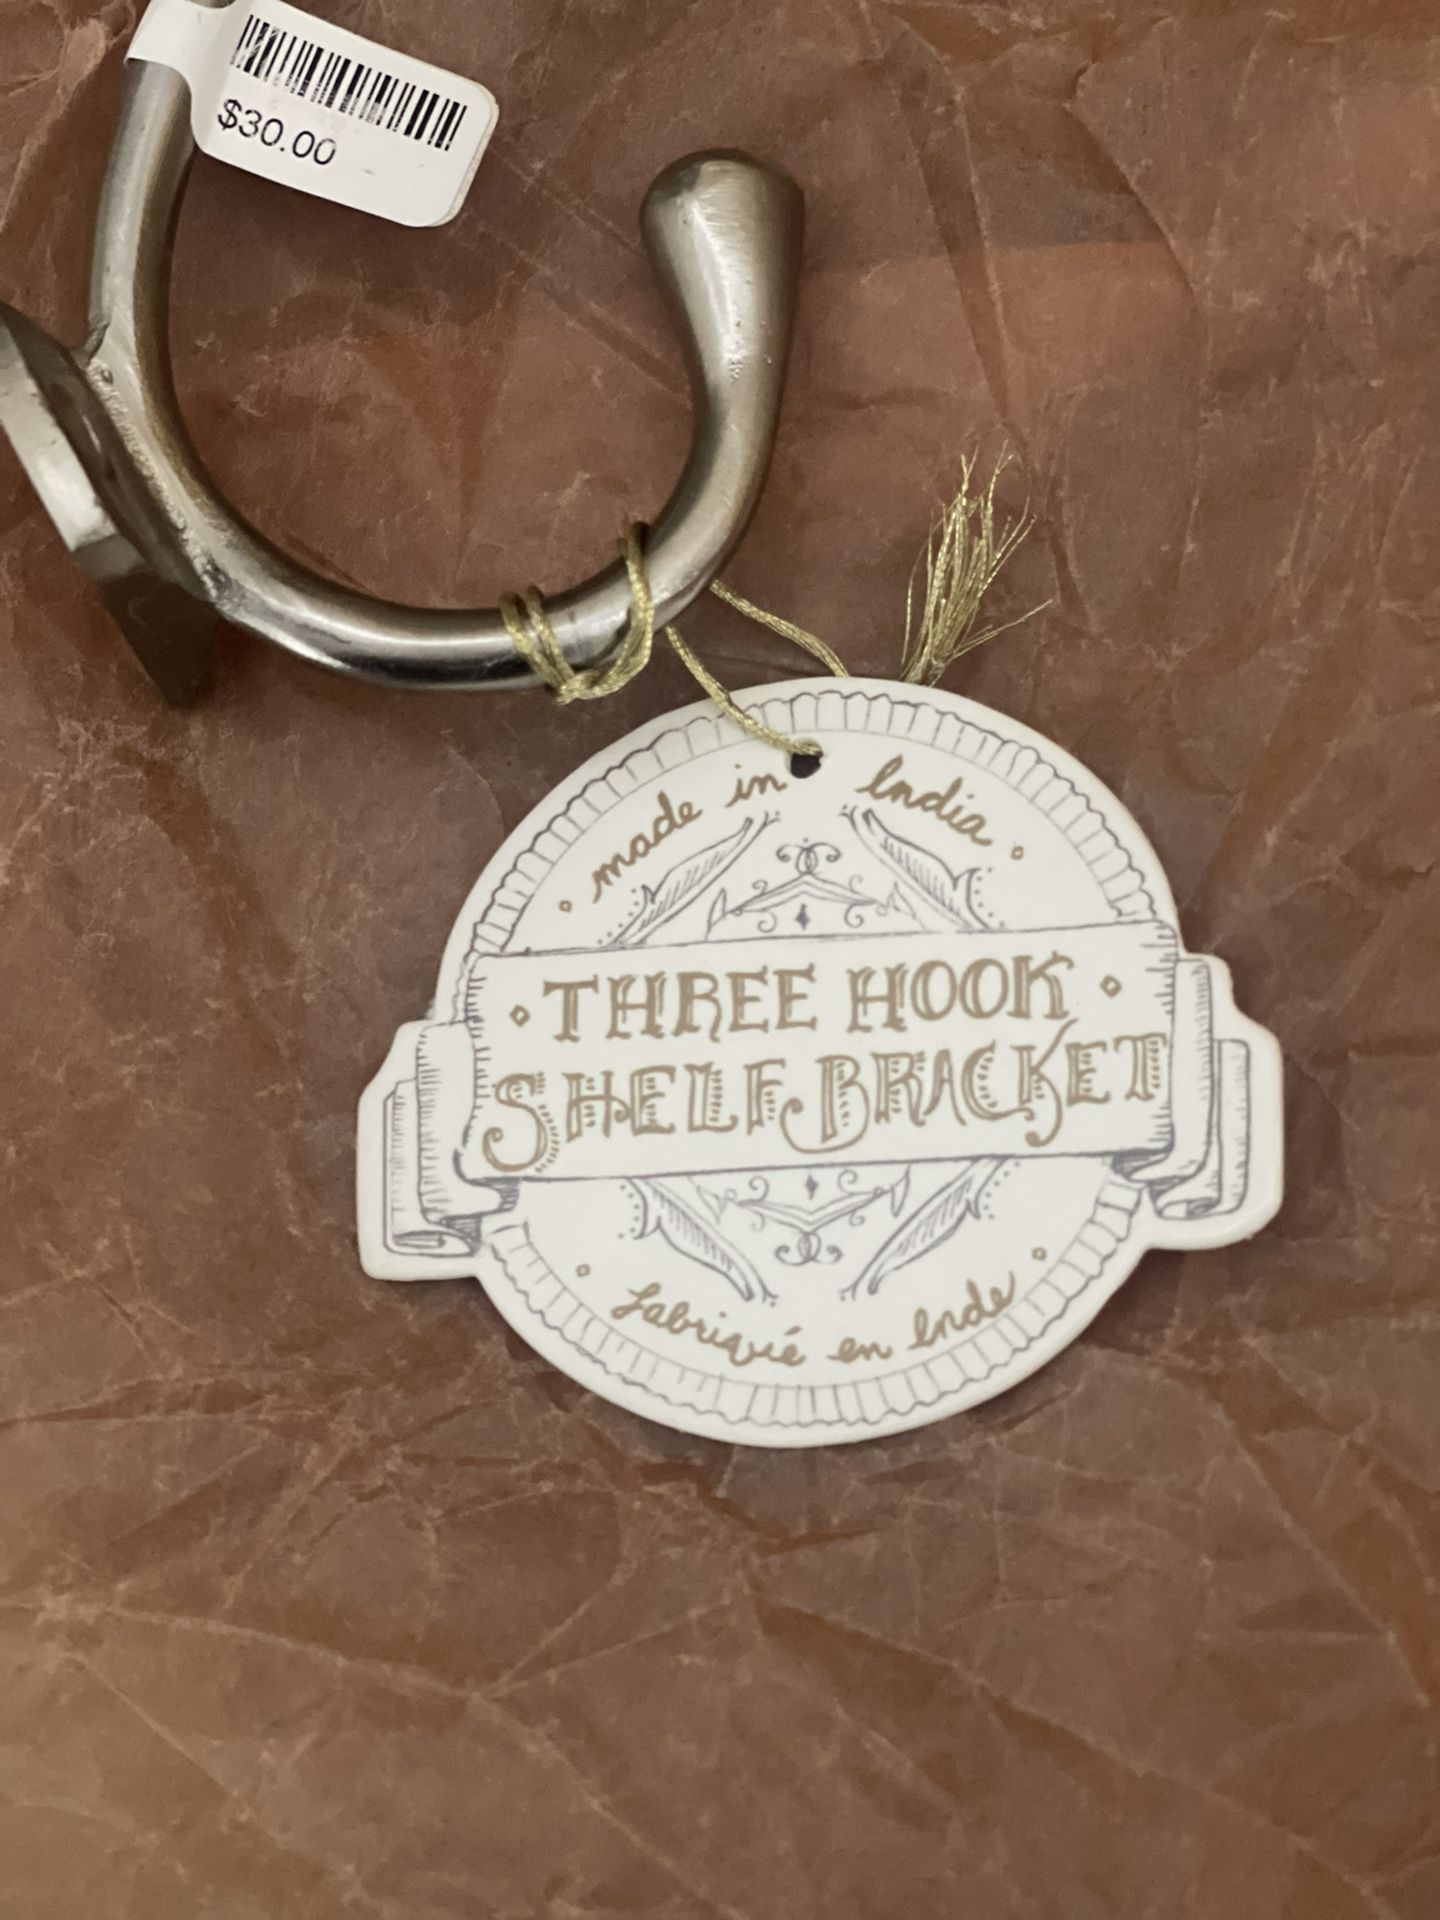 $30.00
made in India
THREE HOOK
SHELF BRACKET
fabriqué en Inde